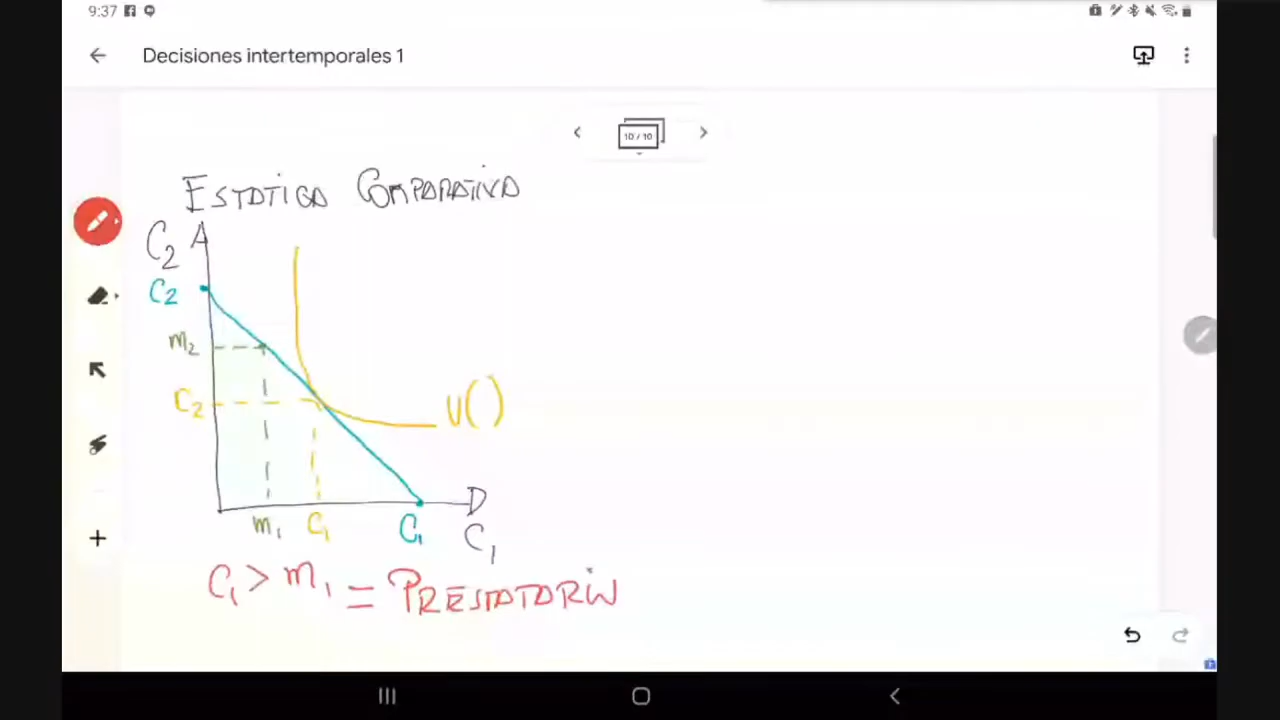 9:37
Decisiones intertemporales 1
10 / 10
ESTATICA COMPARATIVA
C2
C2
m2
C2
U( )
m1 C1 C1 C1
C1 > m1 = PRESTATARIO